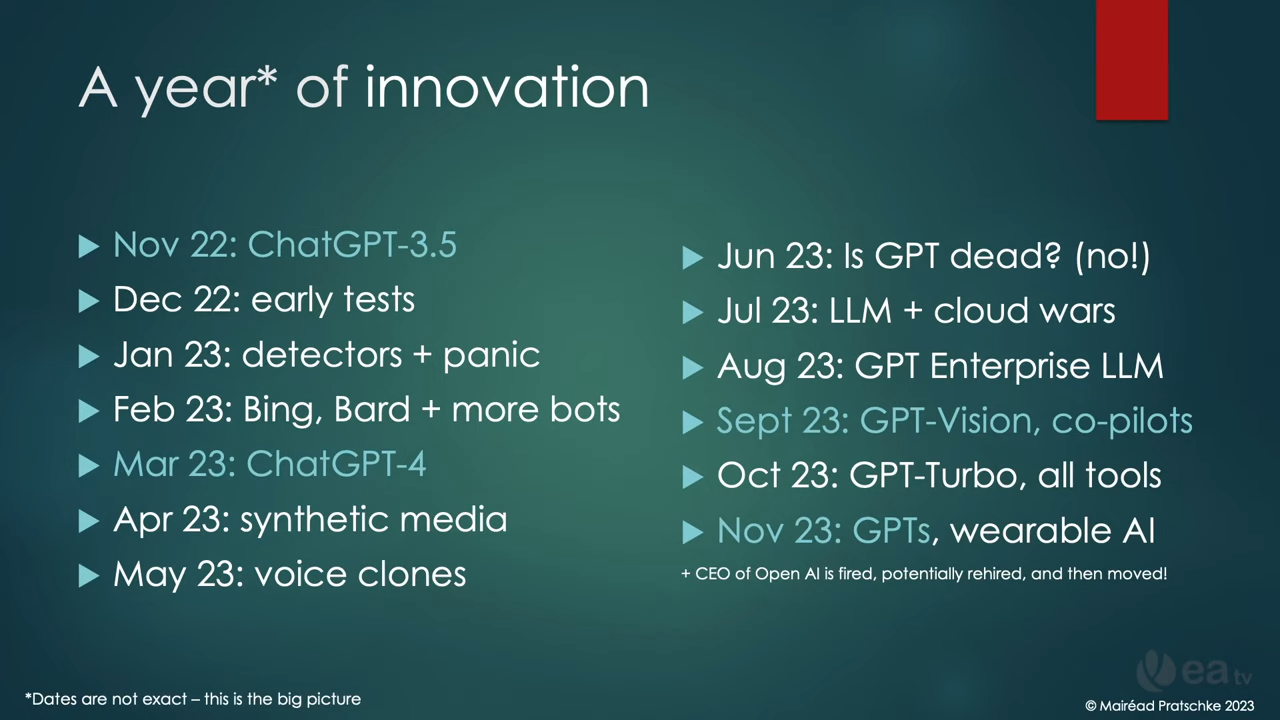 A year* of innovation
Nov 22: ChatGPT-3.5
Dec 22: early tests
Jan 23: detectors + panic
Feb 23: Bing, Bard + more bots
Mar 23: ChatGPT-4
Apr 23: synthetic media
May 23: voice clones
Jun 23: Is GPT dead? (no!)
Jul 23: LLM + cloud wars
Aug 23: GPT Enterprise LLM
Sept 23: GPT-Vision, co-pilots
Oct 23: GPT-Turbo, all tools
Nov 23: GPTs, wearable AI
+ CEO of Open AI is fired, potentially rehired, and then moved!
ea tv
*Dates are not exact – this is the big picture
© Mairéad Pratschke 2023